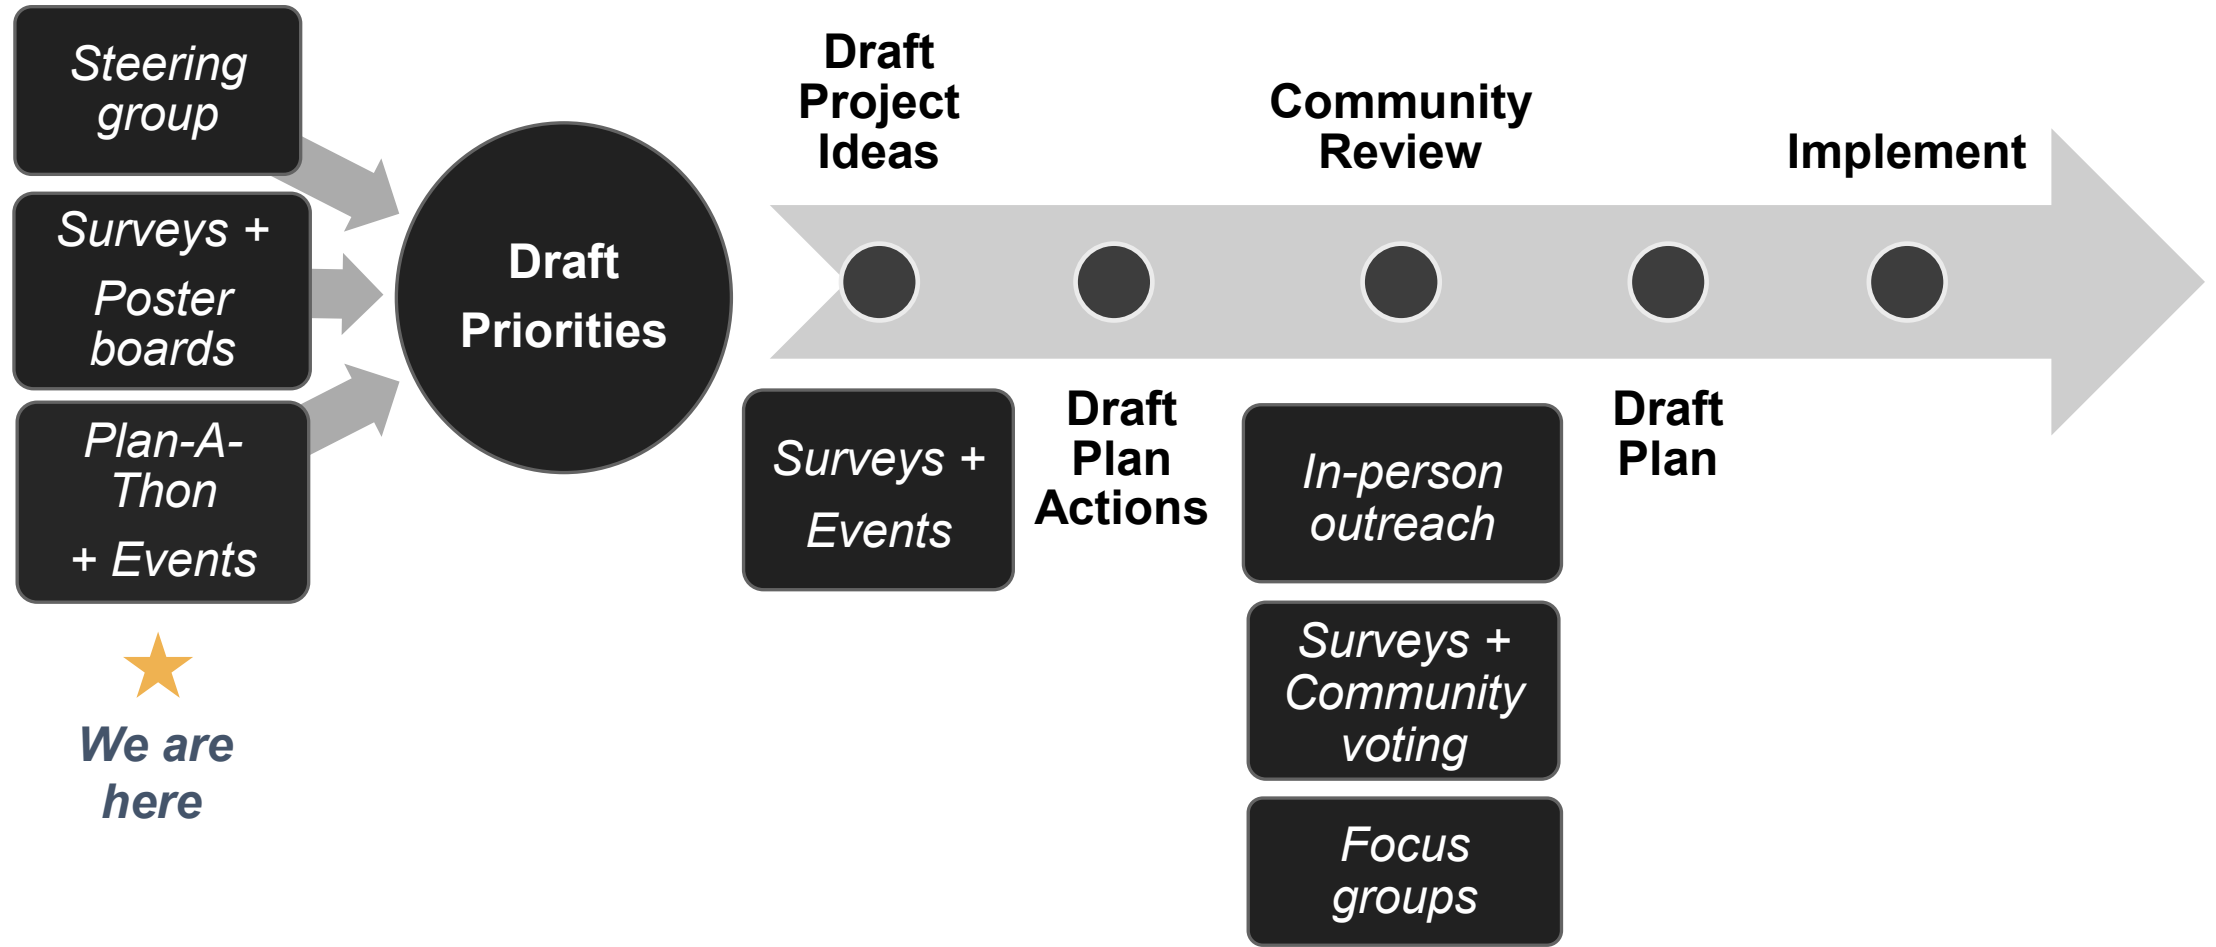 Steering
group
Surveys +
Poster
boards
Plan-A-
Thon
+ Events
We are
here
Draft
Priorities
Draft
Project
Ideas
Surveys +
Events
Draft
Plan
Actions
Community
Review
In-person
outreach
Surveys +
Community
voting
Focus
groups
Draft
Plan
Implement